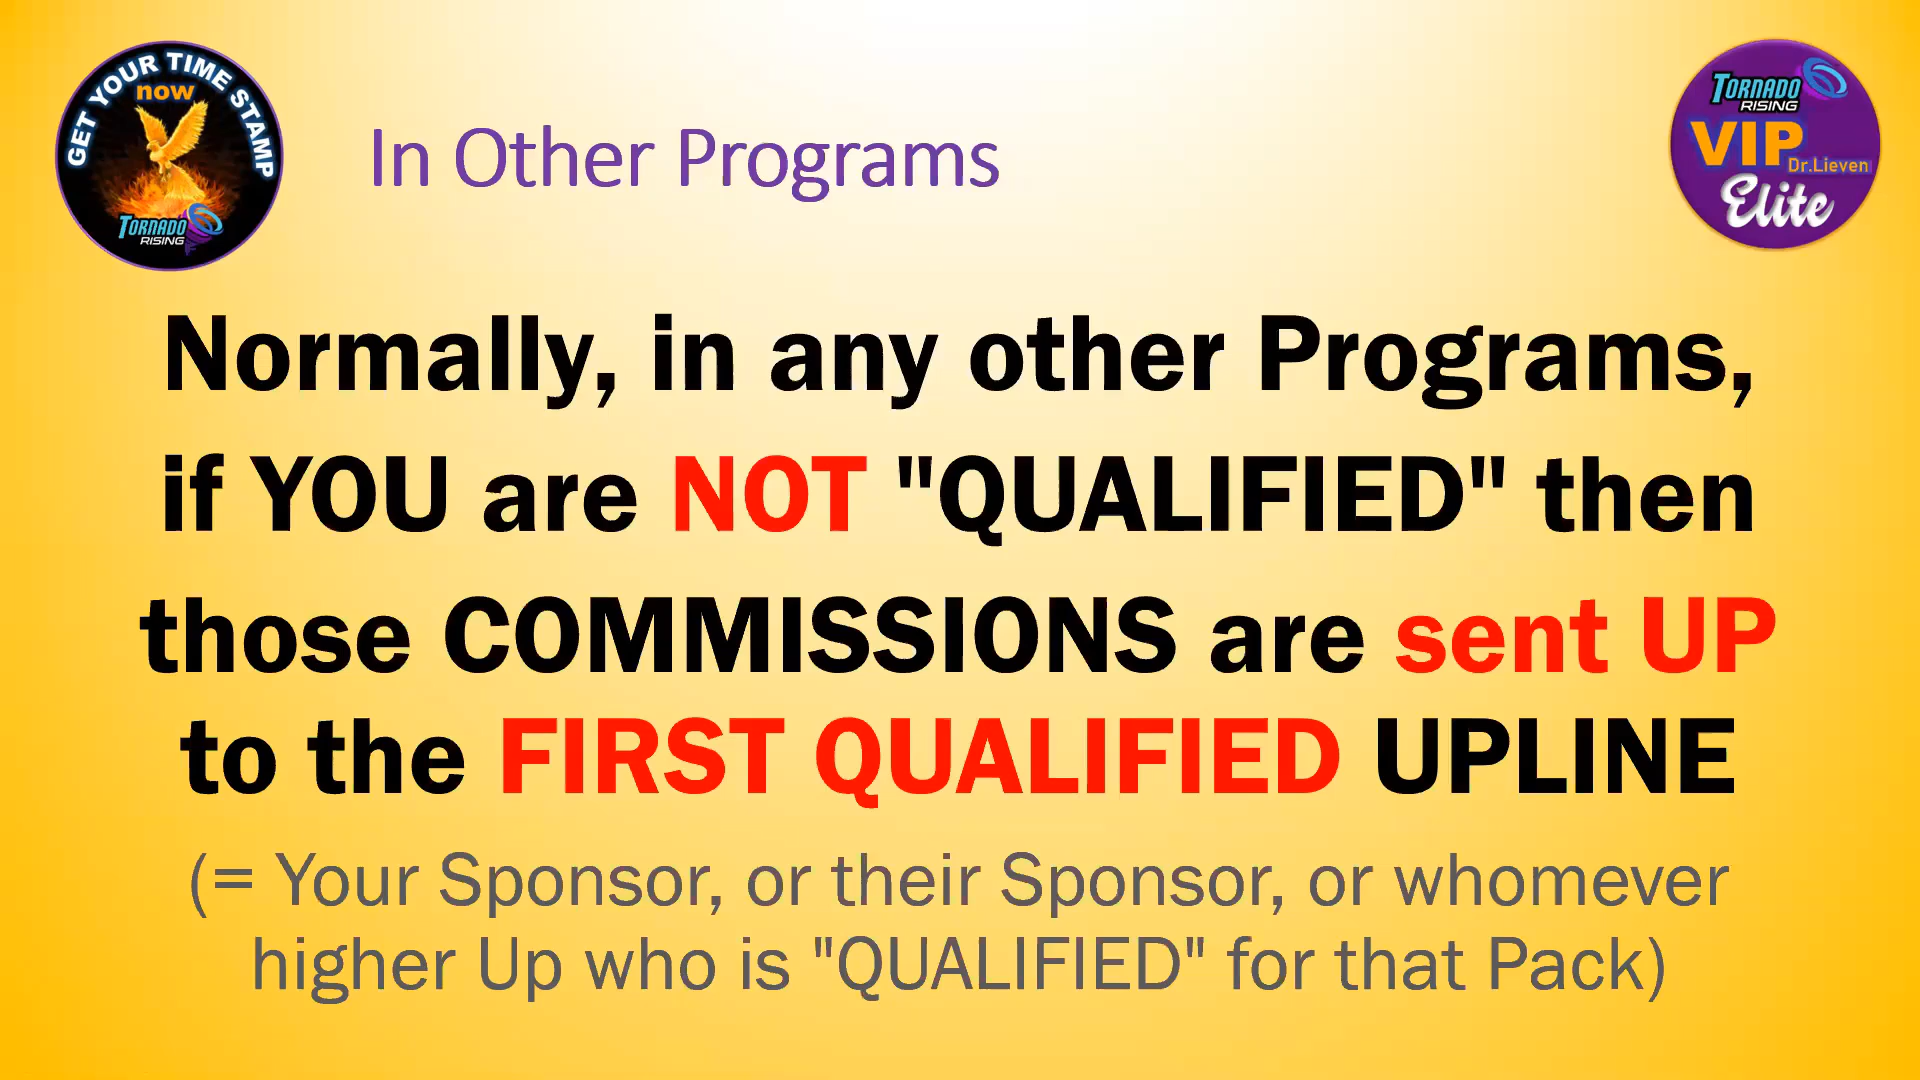 GET YOUR TIME STAMP
now
TORNADO
RISING
In Other Programs
TORNADO
RISING
VIP
Dr.Lieven
Elite
Normally, in any other Programs,
if YOU are NOT "QUALIFIED" then
those COMMISSIONS are sent UP
to the FIRST QUALIFIED UPLINE
(= Your Sponsor, or their Sponsor, or whomever
higher Up who is "QUALIFIED" for that Pack)